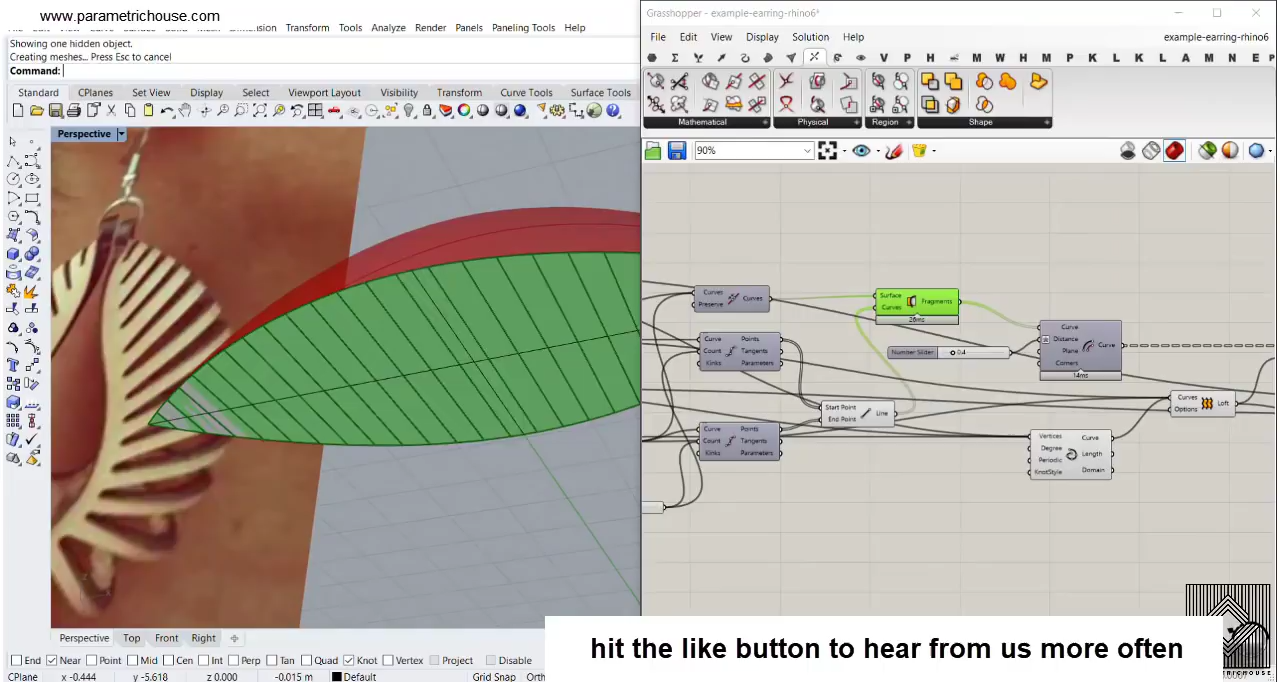 www.parametrichouse.com
Transform Tools Analyze Render Panels Paneling Tools Help
Showing one hidden object.
Creating meshes... Press Esc to cancel
Command:
Standard CPlanes Set View Display Select Viewport Layout Visibility Transform Curve Tools Surface Tools
Perspective
Perspective Top Front Right
End Near Point Mid Cen Int Perp Tan Quad Knot Vertex Project Disable
CPlane x -0.444 y -5.618 z 0.000 -0.015 m Default Grid Snap Orth
Grasshopper - example-earring-rhino6*
File Edit View Display Solution Help example-earring-rhino6
V P H M W H M P K L K L A M W N E P
Mathematical Physical Region Shape
90%
Curves Preserve Curves
Surface Curves Fragments
26ms
Curve Count Kinks Points Tangents Parameters
Number Slider 0.4
Curve Distance Plane Corners Curve
14ms
Start Point End Point Line
Curves Options Loft
Curve Count Kinks Points Tangents Parameters
Vertices Degree Periodic KnotStyle Curve Length Domain
hit the like button to hear from us more often